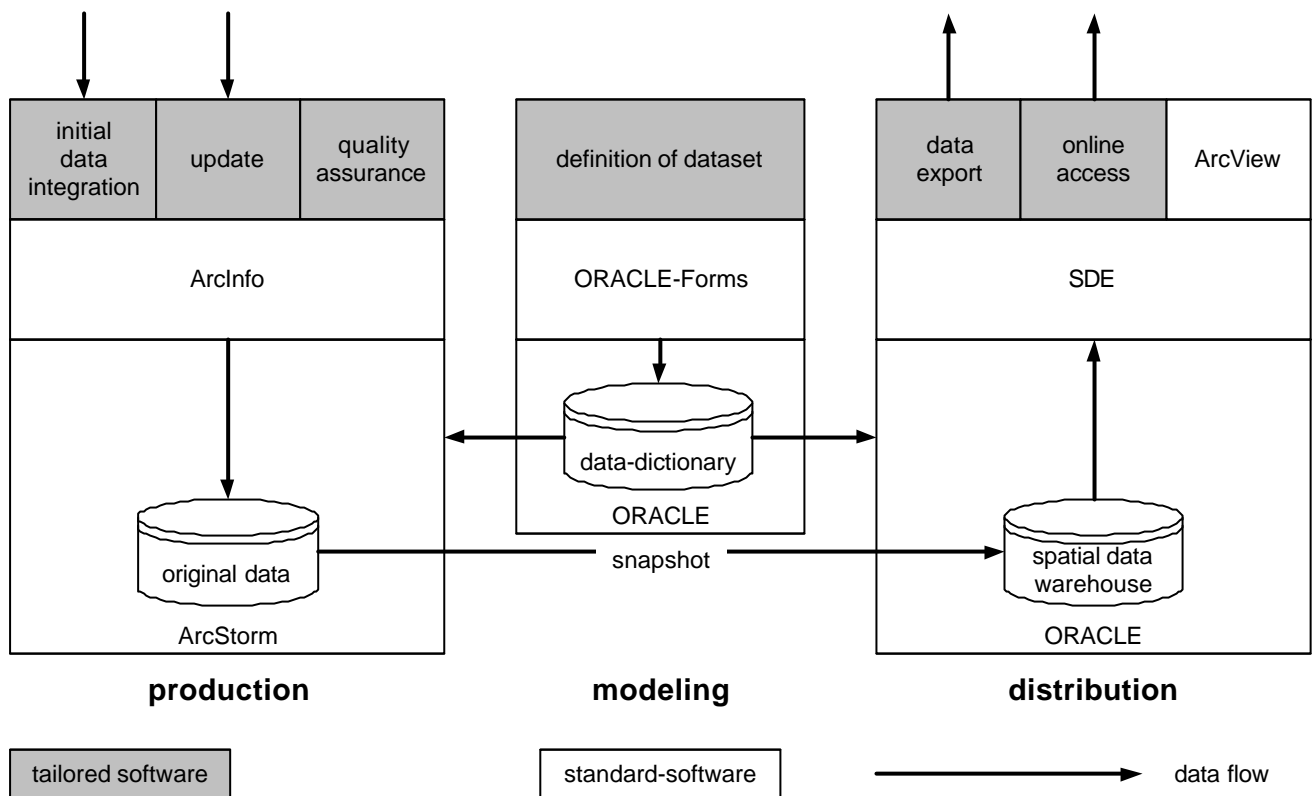 initial
data
integration
update
quality
assurance
definition of dataset
data
export
online
access
ArcView
ArcInfo
ORACLE-Forms
SDE
data-dictionary
ORACLE
original data
snapshot
spatial data
warehouse
ArcStorm
ORACLE
production
modeling
distribution
tailored software
standard-software
data flow